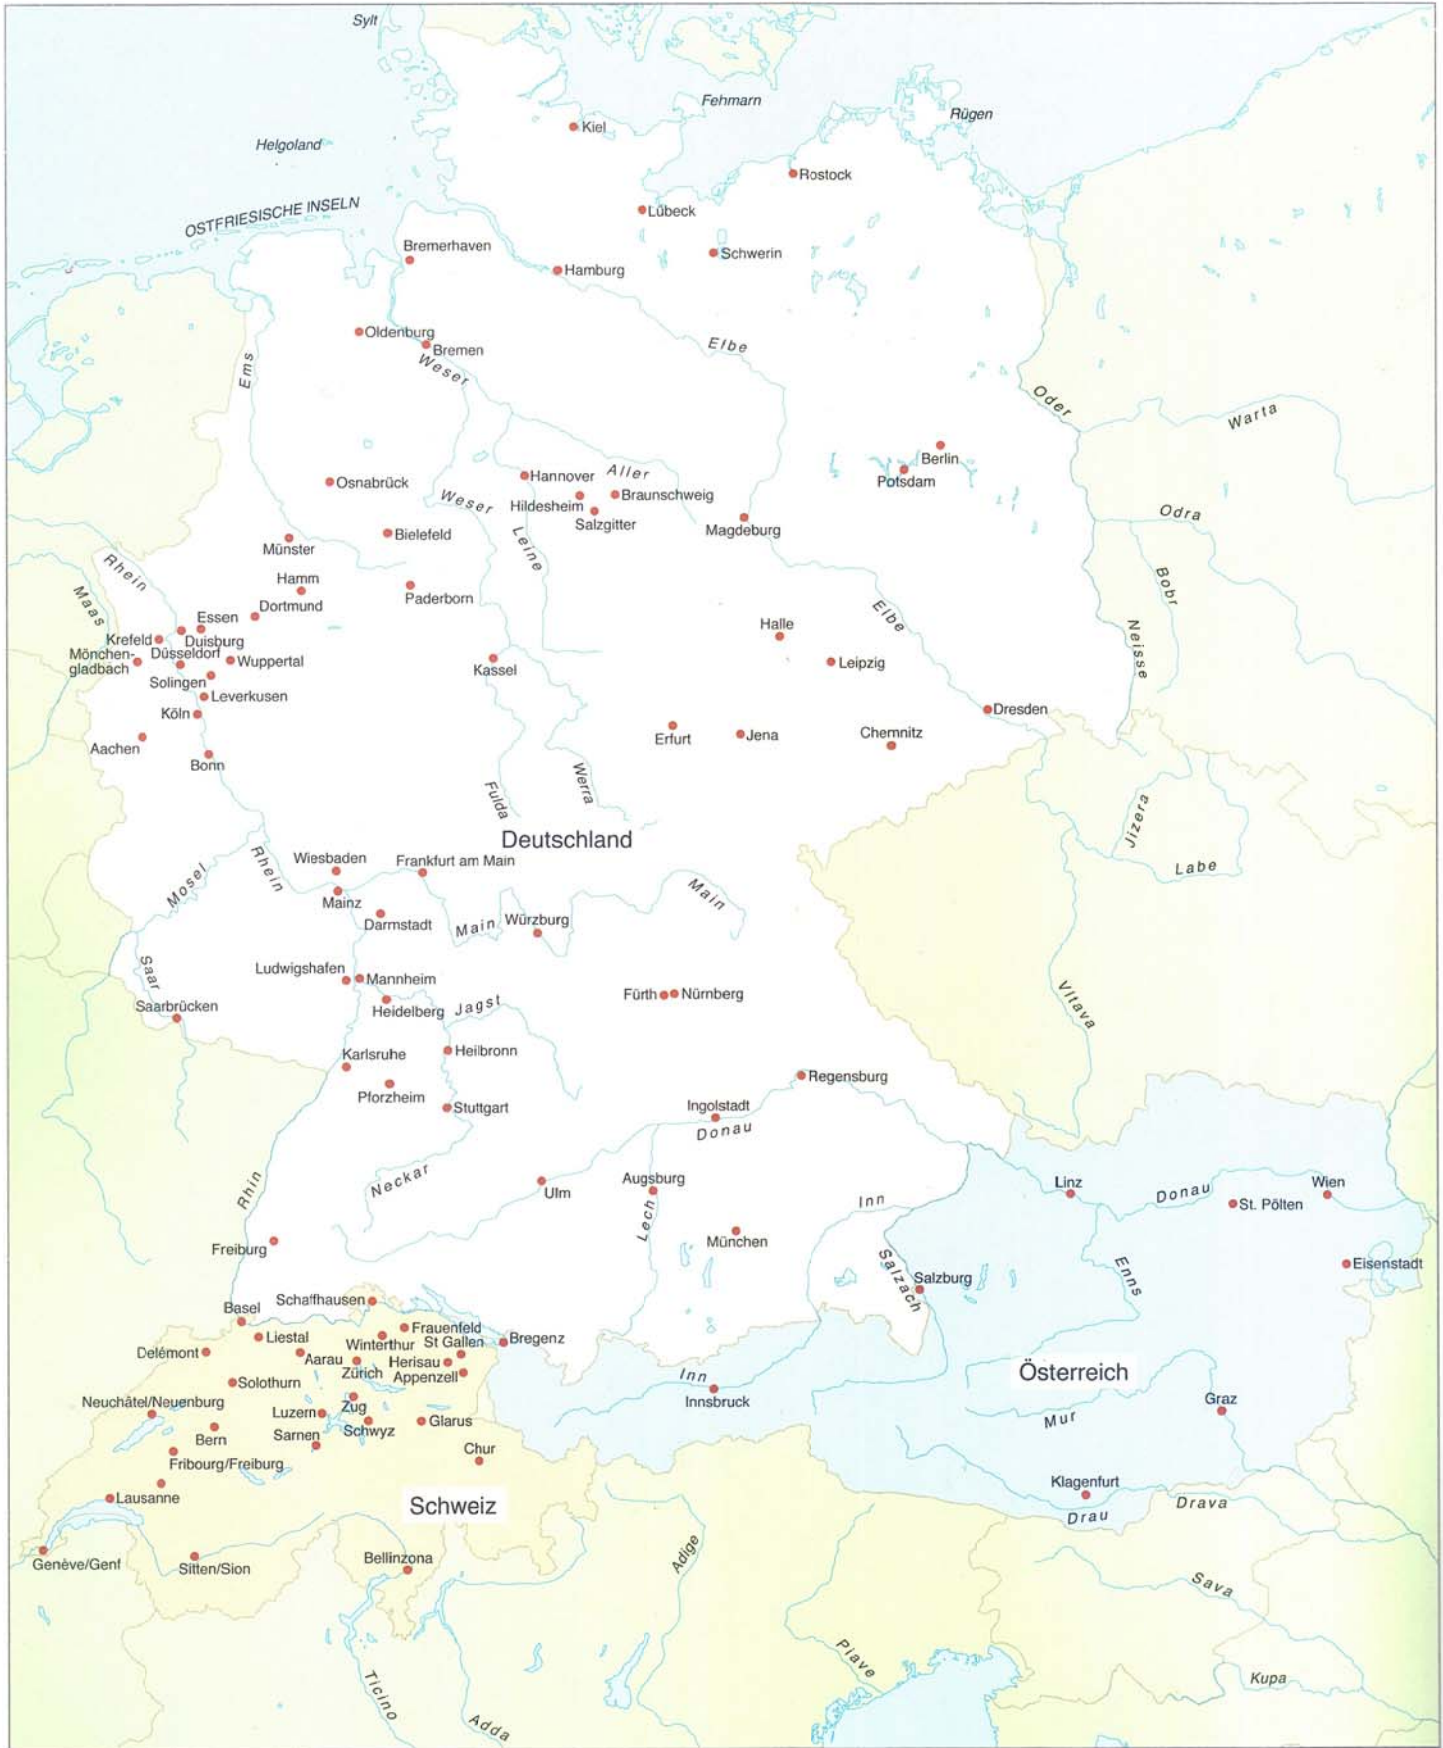 Sylt
Fehmarn
Rügen
Kiel
Helgoland
Rostock
OSTFRIESISCHE INSELN
Lübeck
Bremerhaven
Schwerin
Hamburg
Oldenburg
Bremen
Elbe
Weser
Ems
Oder
Warta
Berlin
Hannover
Aller
Osnabrück
Potsdam
Weser
Braunschweig
Hildesheim
Salzgitter
Magdeburg
Odra
Bielefeld
Leine
Münster
Rhein
Bobr
Hamm
Maas
Paderborn
Dortmund
Essen
Elbe
Halle
Krefeld
Duisburg
Neisse
Mönchen-
gladbach
Düsseldorf
Wuppertal
Leipzig
Kassel
Solingen
Leverkusen
Köln
Dresden
Aachen
Erfurt
Jena
Chemnitz
Bonn
Werra
Fulda
Jizera
Deutschland
Wiesbaden
Frankfurt am Main
Rhein
Labe
Mosel
Main
Mainz
Darmstadt
Main
Würzburg
Saar
Ludwigshafen
Mannheim
Fürth
Nürnberg
Saarbrücken
Heidelberg
Jagst
Vltava
Karlsruhe
Heilbronn
Regensburg
Pforzheim
Stuttgart
Ingolstadt
Donau
Neckar
Rhin
Ulm
Augsburg
Linz
Donau
Wien
St. Pölten
Inn
Lech
München
Freiburg
Salzach
Salzburg
Enns
Eisenstadt
Schaffhausen
Basel
Liestal
Frauenfeld
Winterthur
St Gallen
Bregenz
Delémont
Aarau
Zürich
Herisau
Appenzell
Inn
Österreich
Solothurn
Innsbruck
Neuchâtel/Neuenburg
Zug
Luzern
Graz
Schwyz
Glarus
Mur
Bern
Sarnen
Chur
Fribourg/Freiburg
Klagenfurt
Lausanne
Schweiz
Drava
Drau
Adige
Genève/Genf
Sitten/Sion
Bellinzona
Sava
Piave
Kupa
Ticino
Adda